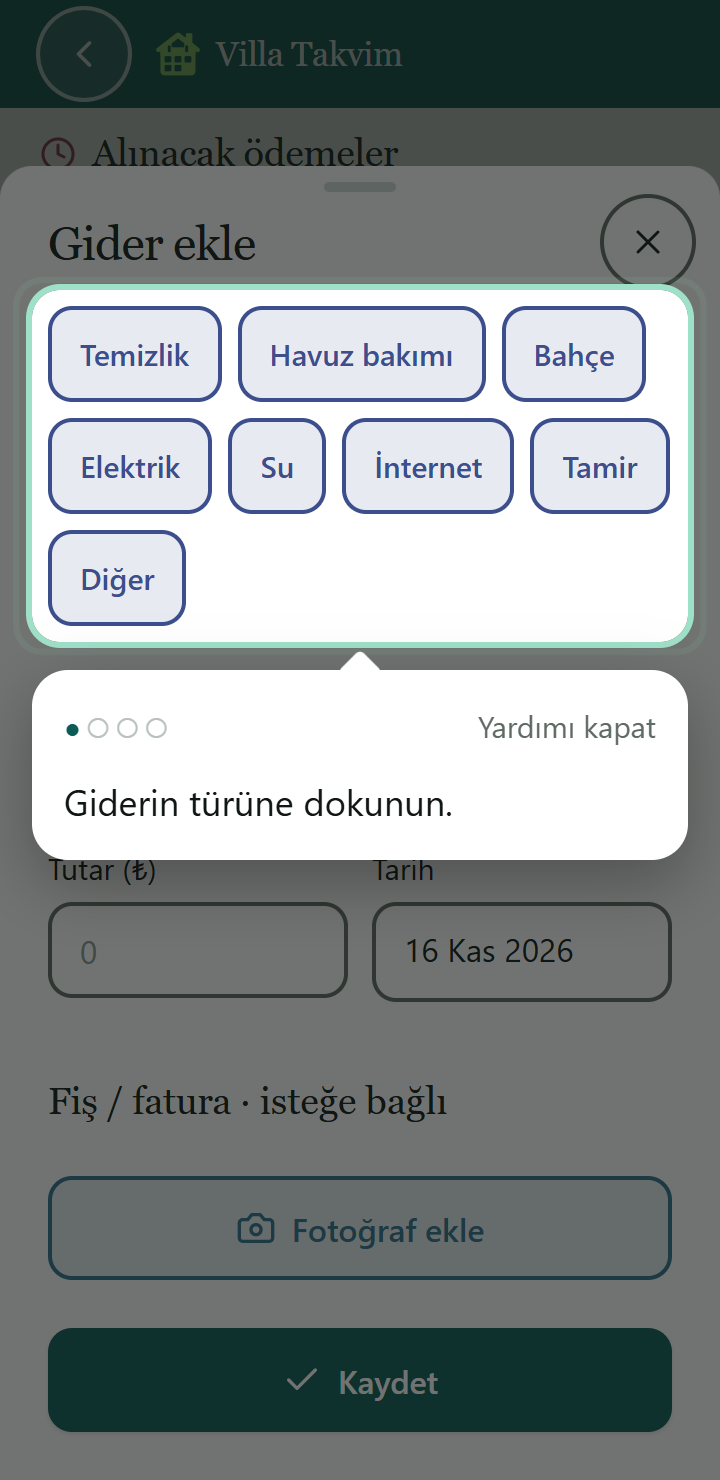 Villa Takvim
Alınacak ödemeler
Gider ekle
Temizlik
Havuz bakımı
Bahçe
Elektrik
Su
İnternet
Tamir
Diğer
Yardımı kapat
Giderin türüne dokunun.
Tutar (₺)
Tarih
0
16 Kas 2026
Fiş / fatura · isteğe bağlı
Fotoğraf ekle
Kaydet